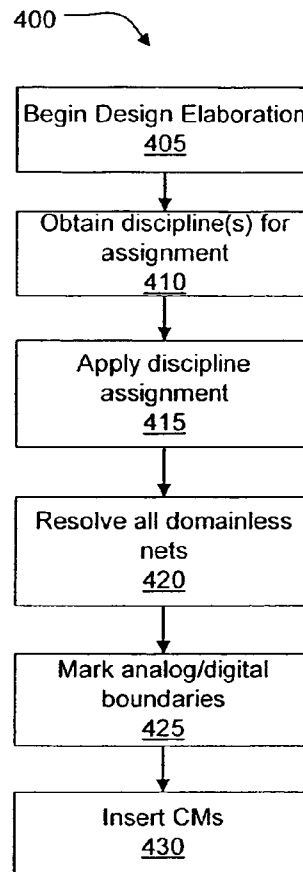 400
Begin Design Elaboration
405
Obtain discipline(s) for
assignment
410
Apply discipline
assignment
415
Resolve all domainless
nets
420
Mark analog/digital
boundaries
425
Insert CMs
430